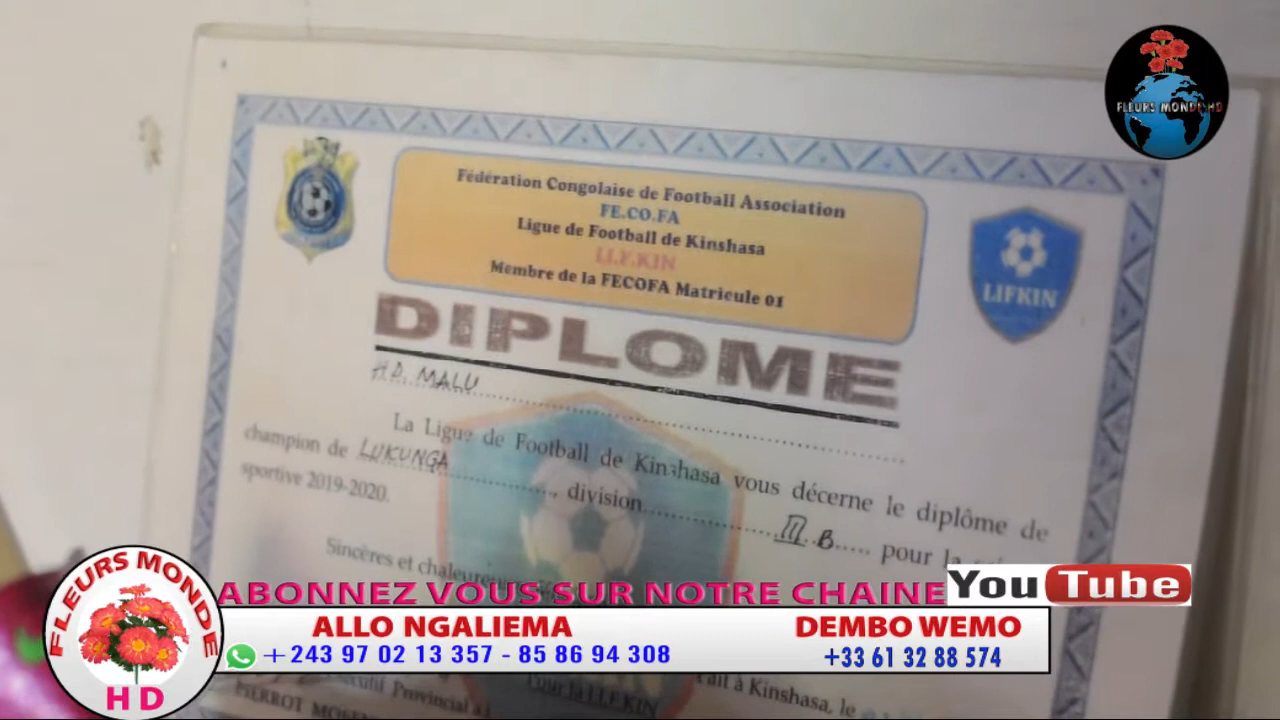 FLEURS MONDE HD
Fédération Congolaise de Football Association
FE.CO.FA
Ligue de Football de Kinshasa
LI.F.KIN
Membre de la FECOFA Matricule 01
LIFKIN
DIPLOME
A.D. MALU
La Ligue de Football de Kinshasa vous décerne le diplôme de
champion de LUKUNGA, division III B pour la
sportive 2019-2020.
Sincères et
ABONNEZ VOUS SUR NOTRE CHAINE YouTube
FLEURS MONDE
HD
ALLO NGALIEMA
+243 97 02 13 357 - 85 86 94 308
DEMBO WEMO
+33 61 32 88 574
Provincial
Pour la LI.F.KIN
Fait à Kinshasa, le
PIERROT